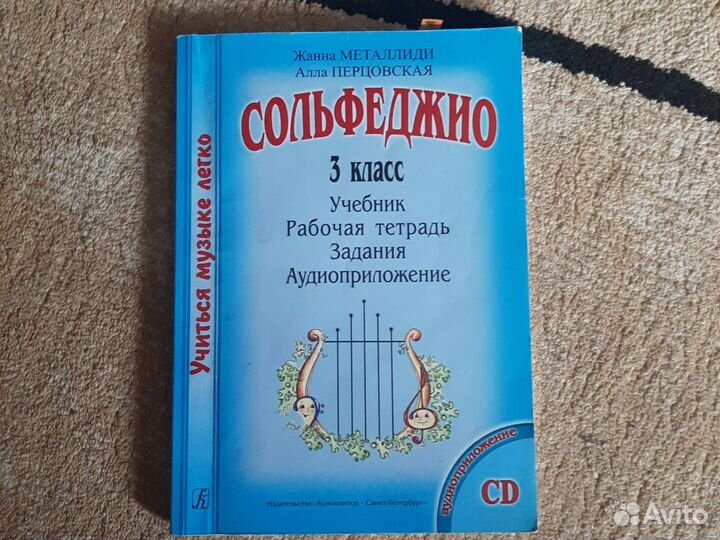 Жанна МЕТАЛЛИДИ
Алла ПЕРЦОВСКАЯ
СОЛЬФЕДЖИО
3 класс
Учебник
Рабочая тетрадь
Задания
Аудиоприложение
Учиться музыке легко
аудиоприложение
CD
Издательство «Композитор • Санкт-Петербург»
Avito